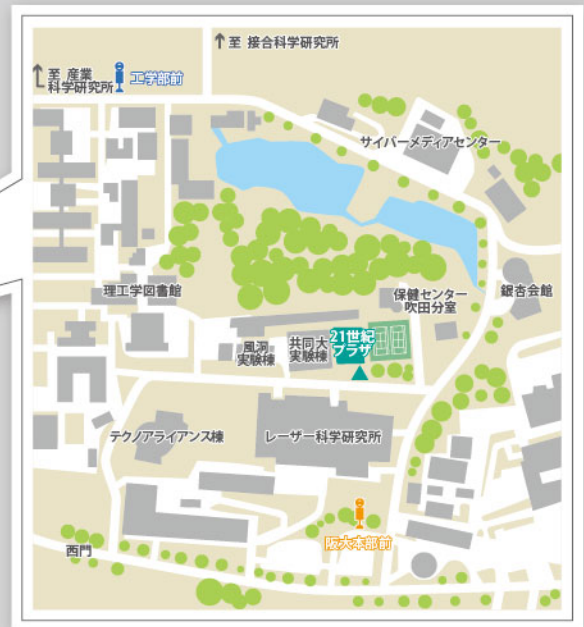 ↑至 接合科学研究所
至 産業
科学研究所
工学部前
サイバーメディアセンター
理工学図書館
保健センター
吹田分室
銀杏会館
風洞
実験棟
共同大
実験棟
21世紀
プラザ
テクノアライアンス棟
レーザー科学研究所
阪大本部前
西門